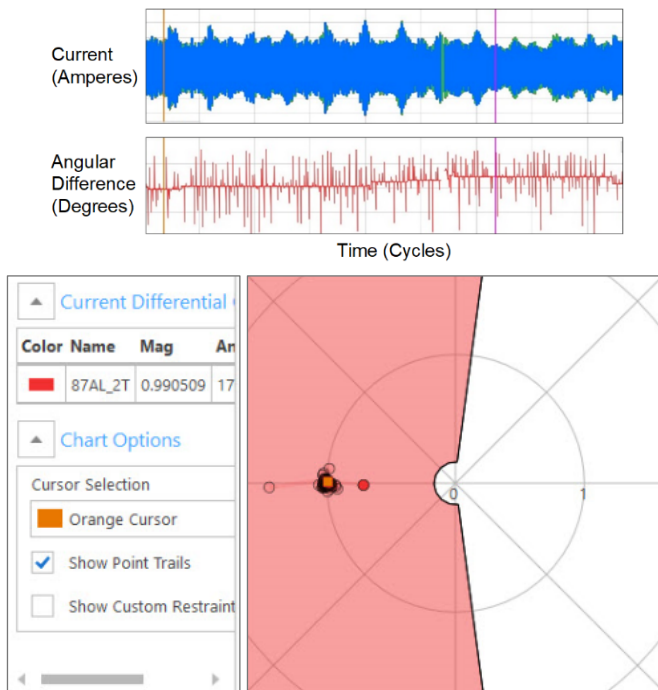 Current
(Amperes)
Angular
Difference
(Degrees)
Time (Cycles)
Current Differential
Color Name Mag An
87AL_2T 0.990509 17
Chart Options
Cursor Selection
Orange Cursor
Show Point Trails
Show Custom Restraint
0
1